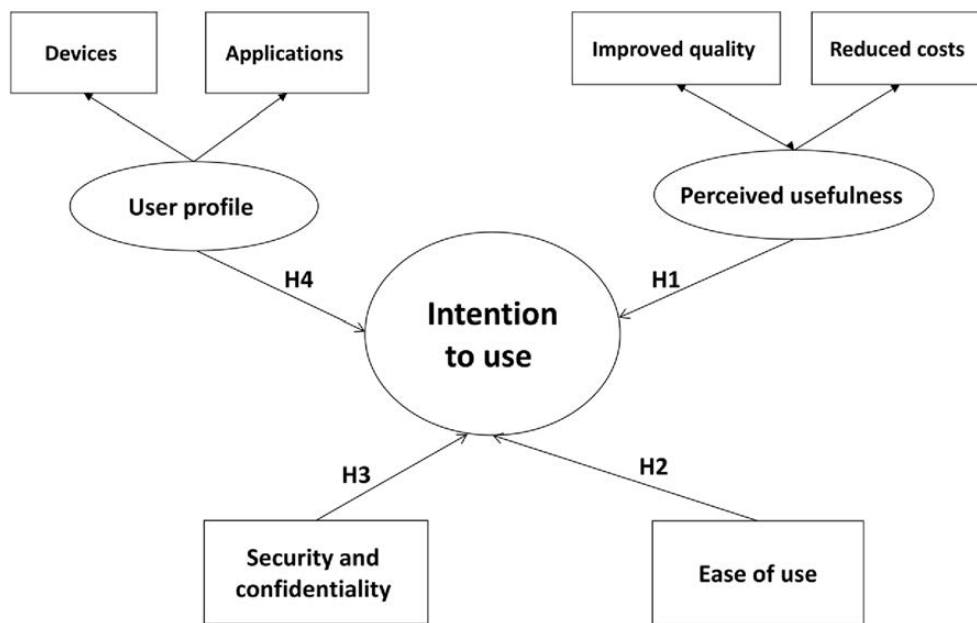 Devices
Applications
Improved quality
Reduced costs
User profile
Perceived usefulness
H4
H1
Intention
to use
H3
H2
Security and
confidentiality
Ease of use